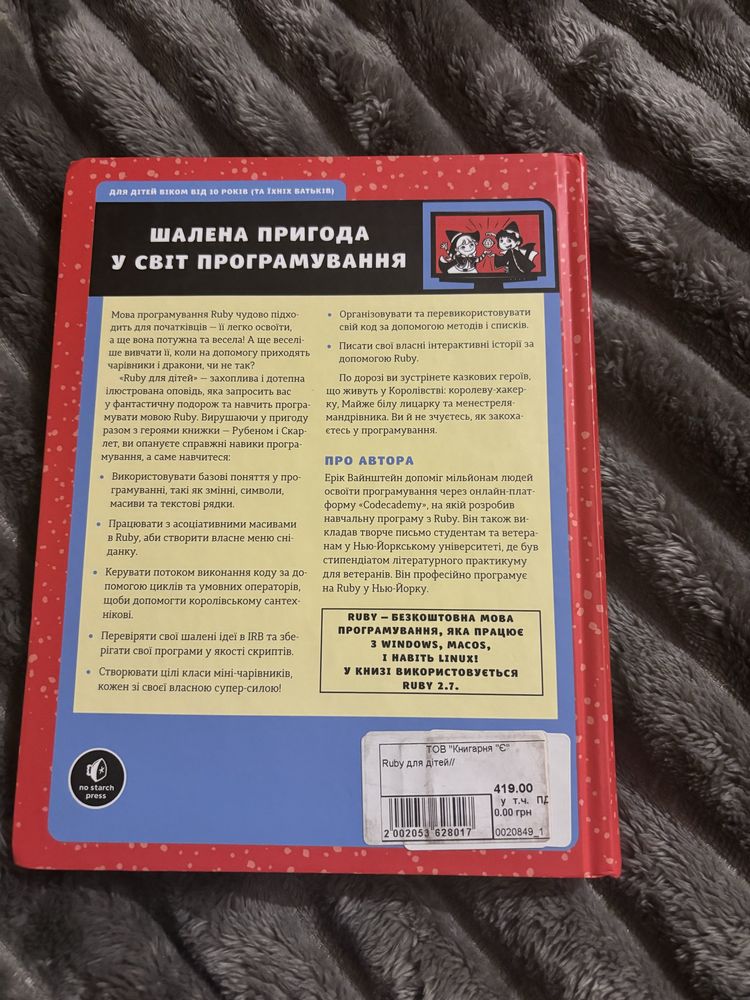 ДЛЯ ДІТЕЙ ВІКОМ ВІД 10 РОКІВ (ТА ЇХНІХ БАТЬКІВ)
ШАЛЕНА ПРИГОДА
У СВІТ ПРОГРАМУВАННЯ
Мова програмування Ruby чудово підхо-
дить для початківців — її легко освоїти,
а ще вона потужна та весела! А ще веселі-
ше вивчати її, коли на допомогу приходять
чарівники і дракони, чи не так?
«Ruby для дітей» — захоплива і дотепна
ілюстрована оповідь, яка запросить вас
у фантастичну подорож та навчить програ-
мувати мовою Ruby. Вирушаючи у пригоду
разом з героями книжки — Рубеном і Скар-
лет, ви опануєте справжні навики програ-
мування, а саме навчитеся:
• Використовувати базові поняття у про-
грамуванні, такі як змінні, символи,
масиви та текстові рядки.
• Працювати з асоціативними масивами
в Ruby, аби створити власне меню сні-
данку.
• Керувати потоком виконання коду за до-
помогою циклів та умовних операторів,
щоби допомогти королівському сантех-
нікові.
• Перевіряти свої шалені ідеї в IRB та збе-
рігати свої програми у якості скриптів.
• Створювати цілі класи міні-чарівників,
кожен зі своєї власною супер-силою!
• Організовувати та перевикористовувати
свій код за допомогою методів і списків.
• Писати свої власні інтерактивні історії за
допомогою Ruby.
По дорозі ви зустрінете казкових героїв,
що живуть у Королівстві: королеву-хакер-
ку, Майже білу лицарку та менестреля-
мандрівника. Ви й не зчуєтесь, як закоха-
єтесь у програмування.
ПРО АВТОРА
Ерік Вайнштейн допоміг мільйонам людей
освоїти програмування через онлайн-плат-
форму «Codecademy», на якій розробив
навчальну програму з Ruby. Він також ви-
кладав творче письмо студентам та ветера-
нам у Нью-Йоркському університеті, де був
стипендіатом літературного практикуму
для ветеранів. Він професійно програмує
на Ruby у Нью-Йорку.
RUBY — БЕЗКОШТОВНА МОВА
ПРОГРАМУВАННЯ, ЯКА ПРАЦЮЄ
З WINDOWS, MACOS,
І НАВІТЬ LINUX!
У КНИЗІ ВИКОРИСТОВУЄТЬСЯ
RUBY 2.7.
no starch
press
ТОВ "Книгарня "Є"
Ruby для дітей//
419.00
у т.ч. ПД
0.00 грн
2 002053 628017
0020849_1